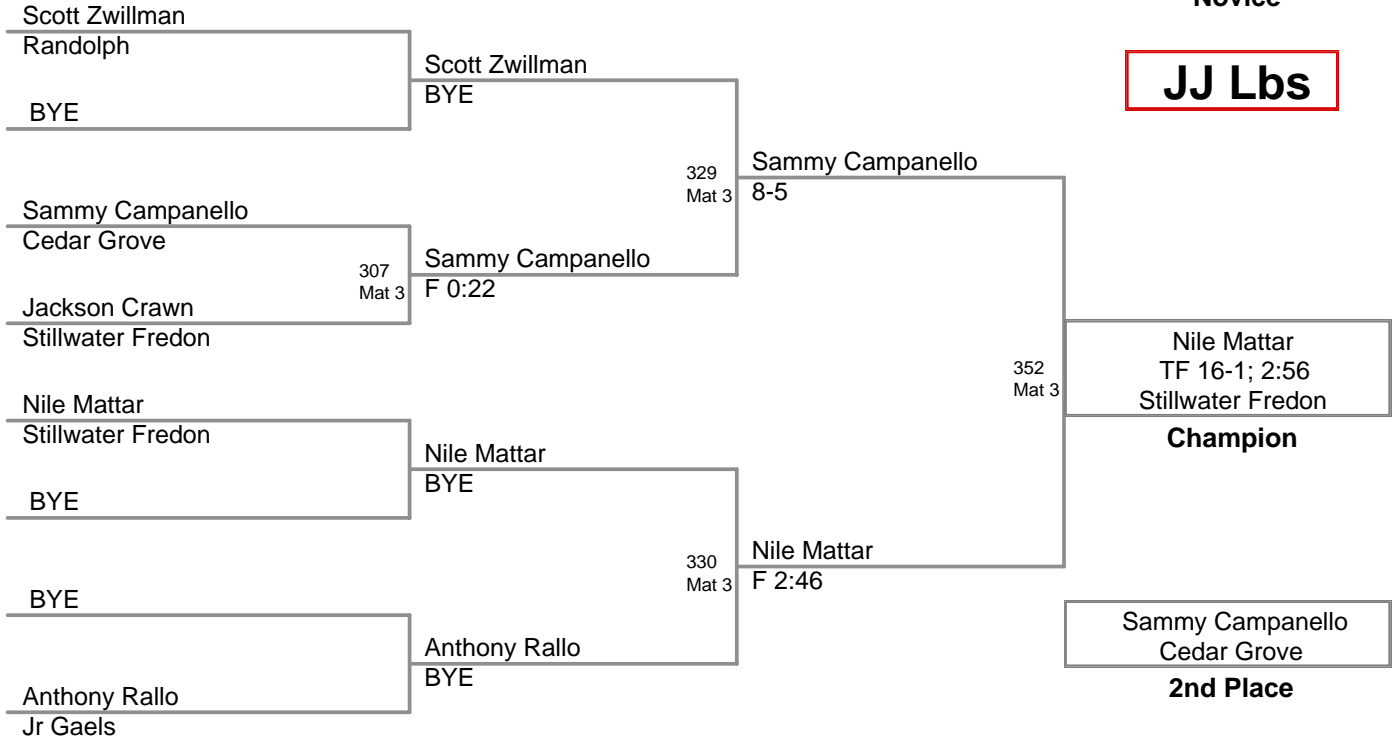 Novice
JJ Lbs
Scott Zwillman
Randolph
BYE
Sammy Campanello
Cedar Grove
Jackson Crawn
Stillwater Fredon
Nile Mattar
Stillwater Fredon
BYE
BYE
Anthony Rallo
Jr Gaels
Scott Zwillman
BYE
307
Mat 3
Sammy Campanello
F 0:22
Nile Mattar
BYE
Anthony Rallo
BYE
329
Mat 3
Sammy Campanello
8-5
330
Mat 3
Nile Mattar
F 2:46
352
Mat 3
Nile Mattar
TF 16-1; 2:56
Stillwater Fredon
Champion
Sammy Campanello
Cedar Grove
2nd Place